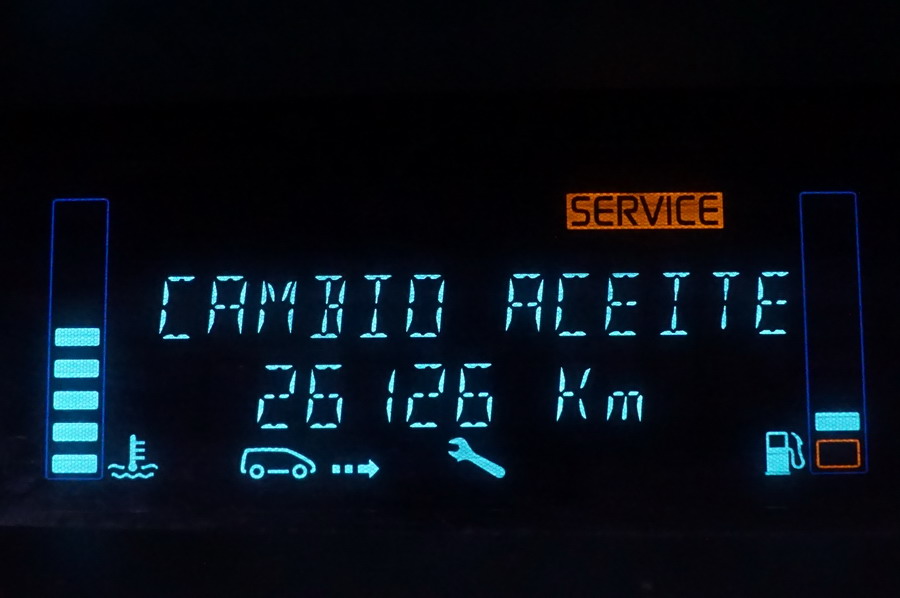 SERVICE
CAMBIO ACEITE
26126 Km